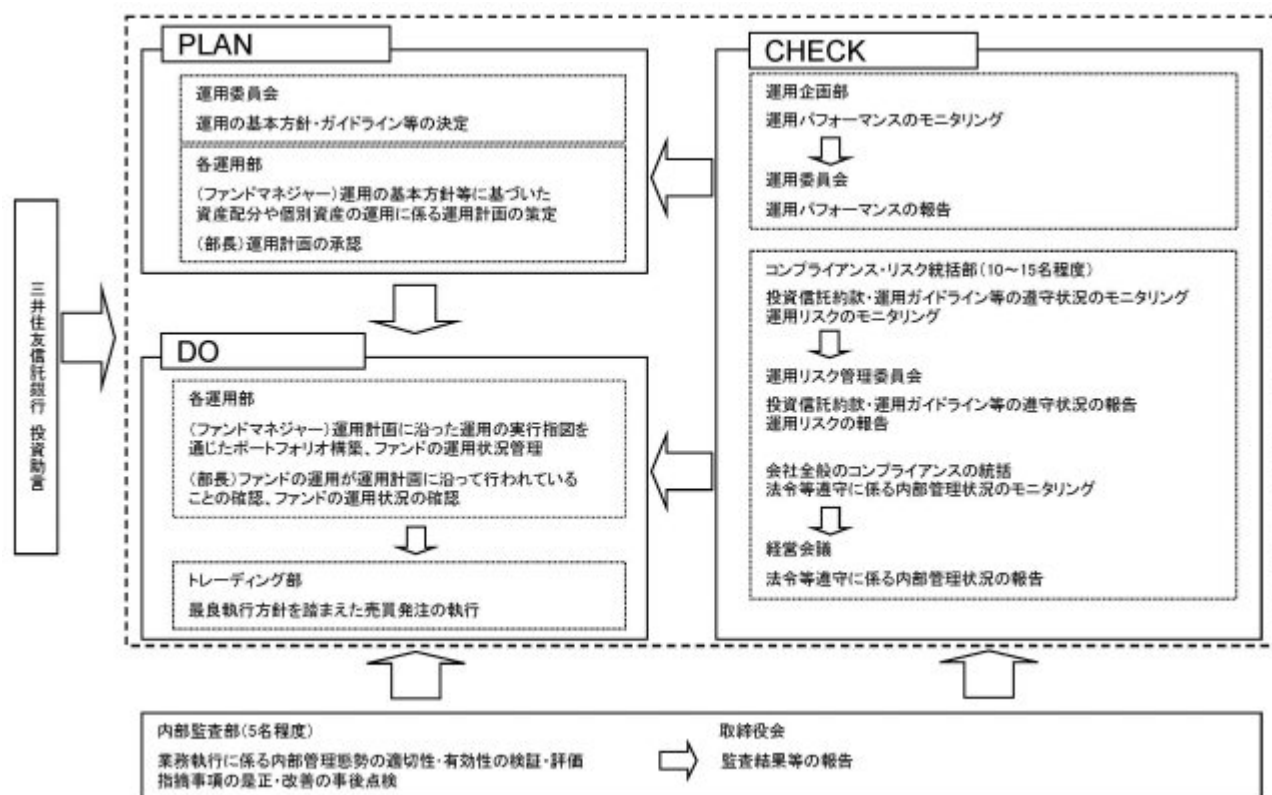 三井住友信託銀行 投資助言
PLAN
運用委員会
運用の基本方針・ガイドライン等の決定
各運用部
(ファンドマネジャー)運用の基本方針等に基づいた
資産配分や個別資産の運用に係る運用計画の策定
(部長)運用計画の承認
DO
各運用部
(ファンドマネジャー)運用計画に沿った運用の実行指図を
通じたポートフォリオ構築、ファンドの運用状況管理
(部長)ファンドの運用が運用計画に沿って行われている
ことの確認、ファンドの運用状況の確認
トレーディング部
最良執行方針を踏まえた売買発注の執行
CHECK
運用企画部
運用パフォーマンスのモニタリング
運用委員会
運用パフォーマンスの報告
コンプライアンス・リスク統括部(10~15名程度)
投資信託約款・運用ガイドライン等の遵守状況のモニタリング
運用リスクのモニタリング
運用リスク管理委員会
投資信託約款・運用ガイドライン等の遵守状況の報告
運用リスクの報告
会社全般のコンプライアンスの統括
法令等遵守に係る内部管理状況のモニタリング
経営会議
法令等遵守に係る内部管理状況の報告
内部監査部(5名程度)
業務執行に係る内部管理態勢の適切性・有効性の検証・評価
指摘事項の是正・改善の事後点検
取締役会
監査結果等の報告